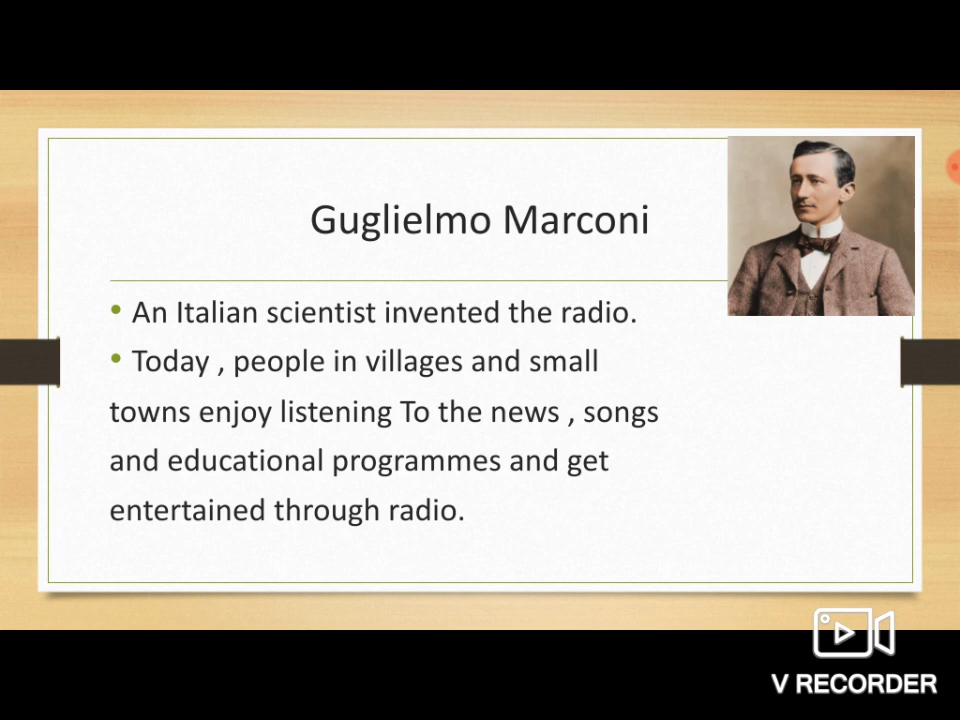 Guglielmo Marconi
• An Italian scientist invented the radio.
• Today , people in villages and small
towns enjoy listening To the news , songs
and educational programmes and get
entertained through radio.
V RECORDER